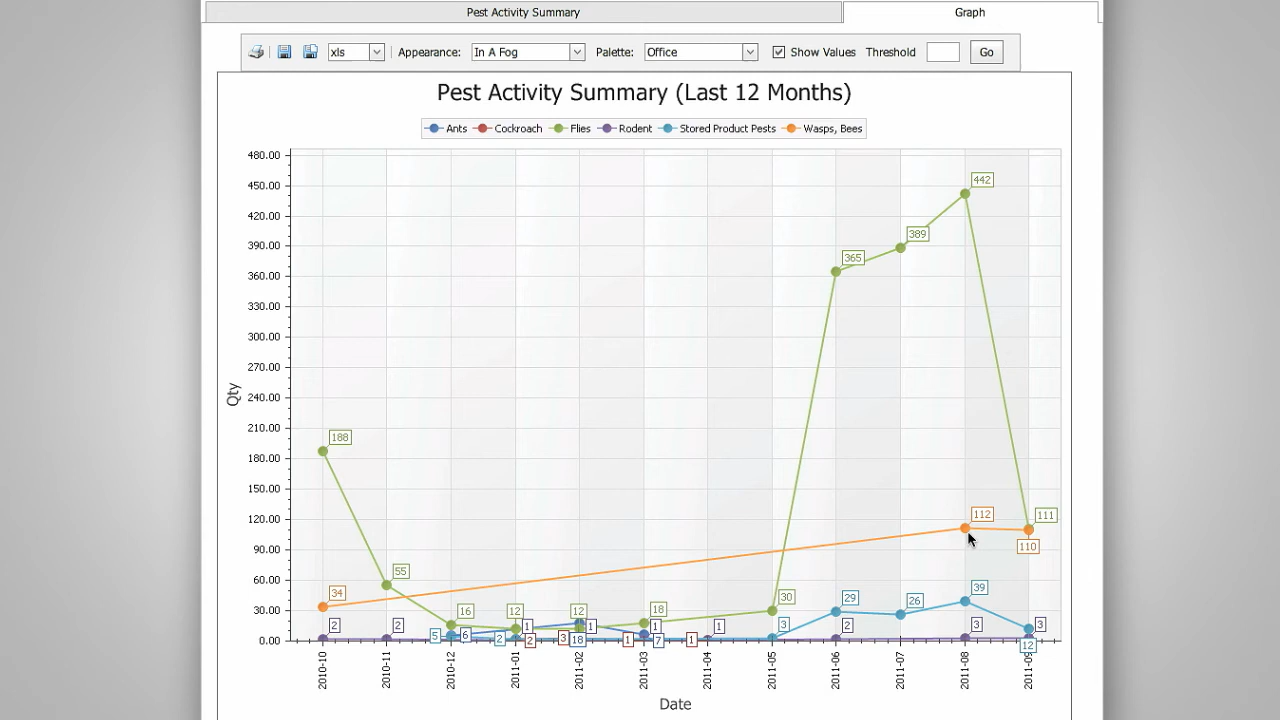 Pest Activity Summary Graph
xls Appearance: In A Fog Palette: Office Show Values Threshold Go
Pest Activity Summary (Last 12 Months)
Ants Cockroach Flies Rodent Stored Product Pests Wasps, Bees
480.00
450.00
442
420.00
390.00
389
365
360.00
330.00
300.00
270.00
240.00
Qty
210.00
188
180.00
150.00
120.00
112 111
110
90.00
55
60.00
34 29 26 39
30.00
16 12 12 18 30
2 2 1 1 1 1 3 2 3 3
5 6 2 2 3 18 1 7 1 12
0.00
2010-10 2010-11 2010-12 2011-01 2011-02 2011-03 2011-04 2011-05 2011-06 2011-07 2011-08 2011-09
Date